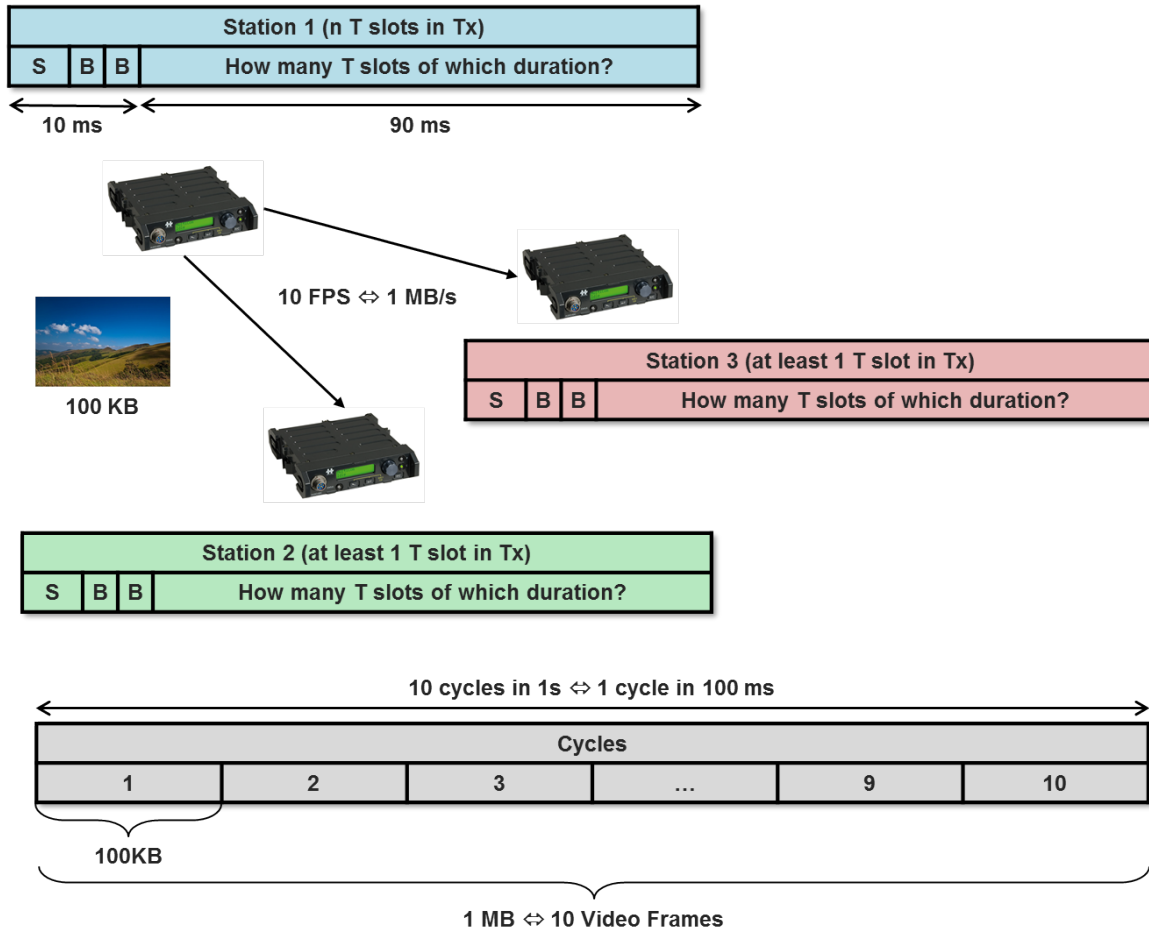 Station 1 (n T slots in Tx)
S B B How many T slots of which duration?
10 ms 90 ms
10 FPS ⇔ 1 MB/s
100 KB
Station 3 (at least 1 T slot in Tx)
S B B How many T slots of which duration?
Station 2 (at least 1 T slot in Tx)
S B B How many T slots of which duration?
10 cycles in 1s ⇔ 1 cycle in 100 ms
Cycles
1 2 3 ... 9 10
100KB
1 MB ⇔ 10 Video Frames